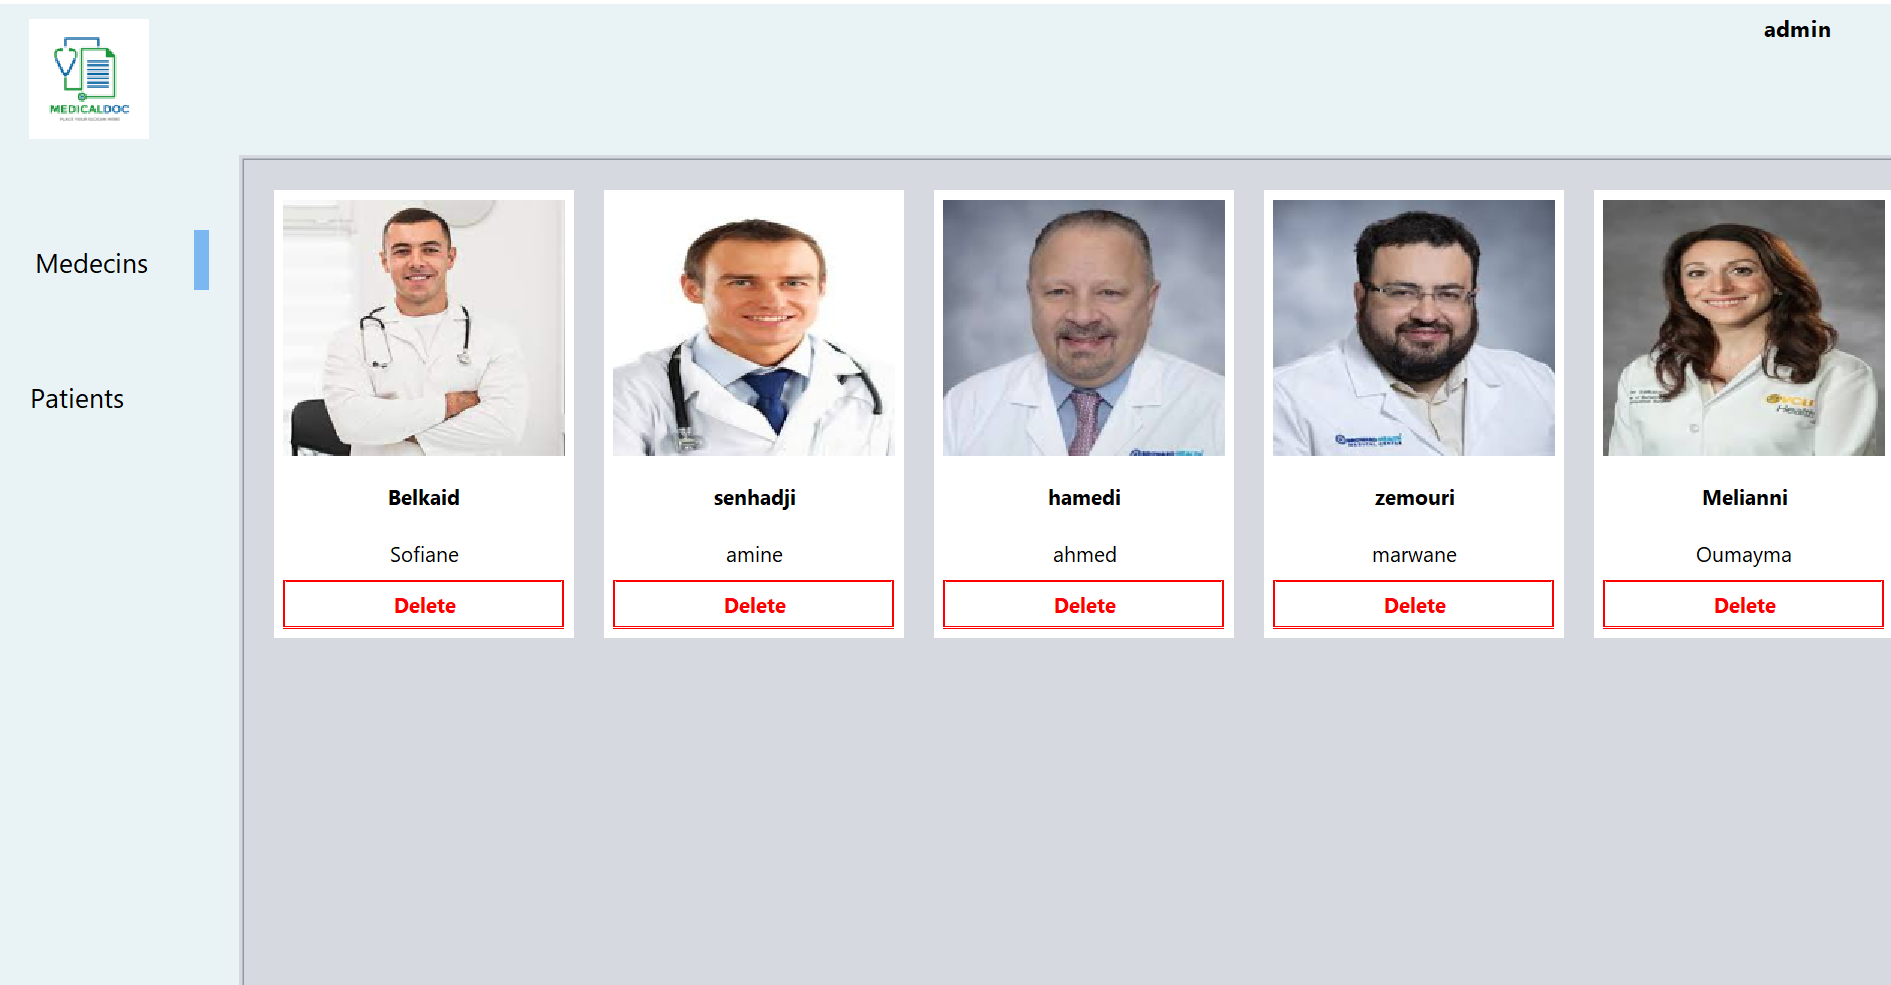 admin
MEDICALDOC
Medecins
Patients
Belkaid
senhadji
hamedi
zemouri
Melianni
Sofiane
amine
ahmed
marwane
Oumayma
Delete
Delete
Delete
Delete
Delete
Health